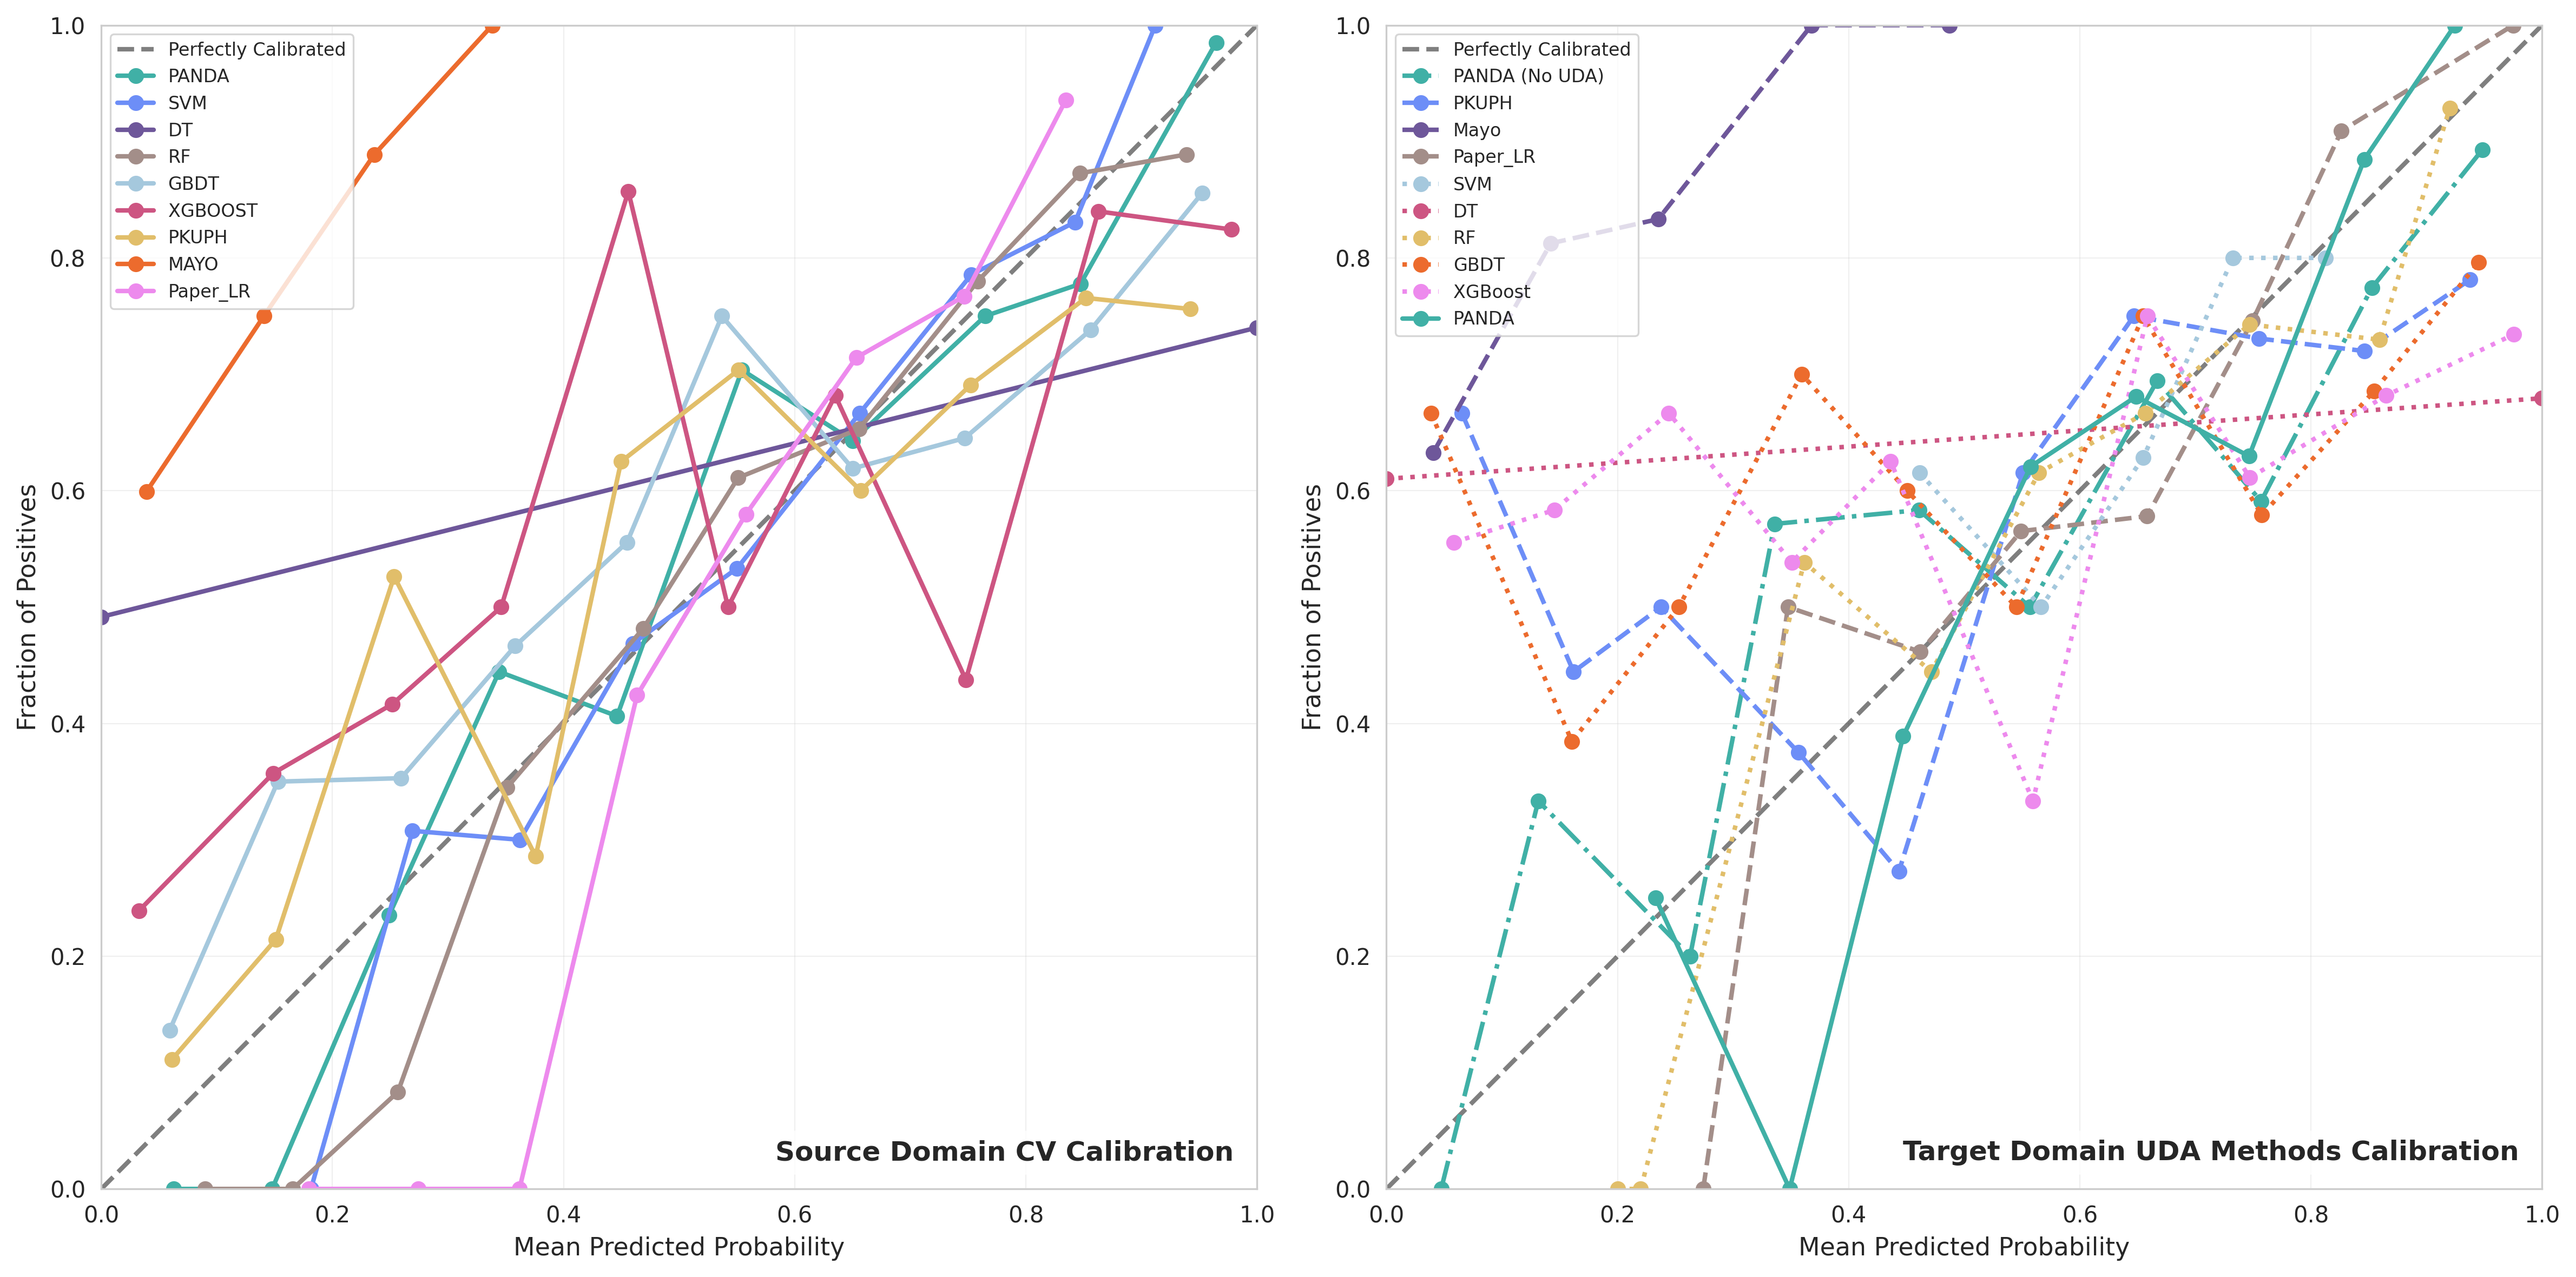 1.0
0.8
0.6
0.4
0.2
0.0
Fraction of Positives
Perfectly Calibrated
PANDA
SVM
DT
RF
GBDT
XGBOOST
PKUPH
MAYO
Paper_LR
Source Domain CV Calibration
0.0 0.2 0.4 0.6 0.8 1.0
Mean Predicted Probability
1.0
0.8
0.6
0.4
0.2
0.0
Fraction of Positives
Perfectly Calibrated
PANDA (No UDA)
PKUPH
Mayo
Paper_LR
SVM
DT
RF
GBDT
XGBoost
PANDA
Target Domain UDA Methods Calibration
0.0 0.2 0.4 0.6 0.8 1.0
Mean Predicted Probability